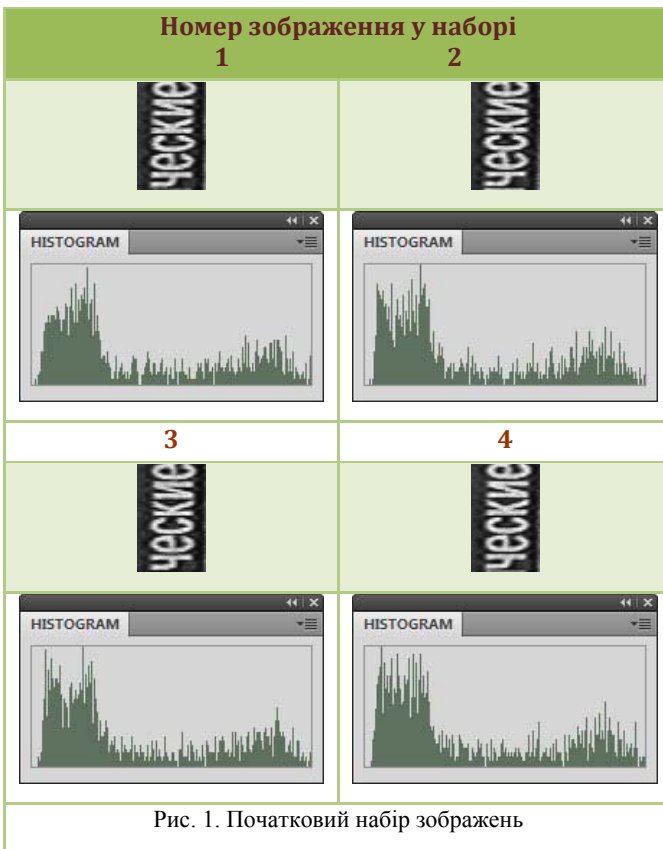 Номер зображення у наборі
1 2
ческие
ческие
HISTOGRAM
HISTOGRAM
3 4
ческие
ческие
HISTOGRAM
HISTOGRAM
Рис. 1. Початковий набір зображень